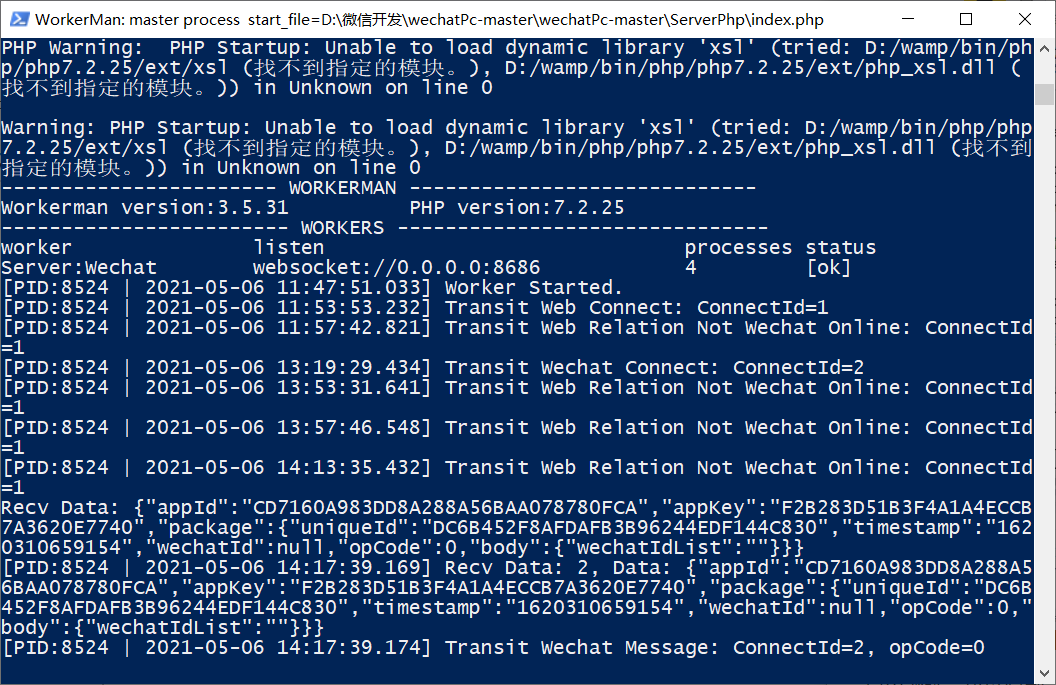 WorkerMan: master process  start_file=D:\微信开发\wechatPc-master\wechatPc-master\ServerPhp\index.php
PHP Warning:  PHP Startup: Unable to load dynamic library 'xsl' (tried: D:/wamp/bin/ph
p/php7.2.25/ext/xsl (找不到指定的模块。), D:/wamp/bin/php/php7.2.25/ext/php_xsl.dll (
找不到指定的模块。)) in Unknown on line 0
Warning: PHP Startup: Unable to load dynamic library 'xsl' (tried: D:/wamp/bin/php/php
7.2.25/ext/xsl (找不到指定的模块。), D:/wamp/bin/php/php7.2.25/ext/php_xsl.dll (找不到
指定的模块。)) in Unknown on line 0
----------------------- WORKERMAN -----------------------------
Workerman version:3.5.31          PHP version:7.2.25
------------------------ WORKERS -------------------------------
worker               listen                              processes status
Server:Wechat        websocket://0.0.0.0:8686            4         [ok]
[PID:8524 | 2021-05-06 11:47:51.033] Worker Started.
[PID:8524 | 2021-05-06 11:53:53.232] Transit Web Connect: ConnectId=1
[PID:8524 | 2021-05-06 11:57:42.821] Transit Web Relation Not Wechat Online: ConnectId
=1
[PID:8524 | 2021-05-06 13:19:29.434] Transit Wechat Connect: ConnectId=2
[PID:8524 | 2021-05-06 13:53:31.641] Transit Web Relation Not Wechat Online: ConnectId
=1
[PID:8524 | 2021-05-06 13:57:46.548] Transit Web Relation Not Wechat Online: ConnectId
=1
[PID:8524 | 2021-05-06 14:13:35.432] Transit Web Relation Not Wechat Online: ConnectId
=1
Recv Data: {"appId":"CD7160A983DD8A288A56BAA078780FCA","appKey":"F2B283D51B3F4A1A4ECCB
7A3620E7740","package":{"uniqueId":"DC6B452F8AFDAFB3B96244EDF144C830","timestamp":"162
0310659154","wechatId":null,"opCode":0,"body":{"wechatIdList":""}}}
[PID:8524 | 2021-05-06 14:17:39.169] Recv Data: 2, Data: {"appId":"CD7160A983DD8A288A5
6BAA078780FCA","appKey":"F2B283D51B3F4A1A4ECCB7A3620E7740","package":{"uniqueId":"DC6B
452F8AFDAFB3B96244EDF144C830","timestamp":"1620310659154","wechatId":null,"opCode":0,"
body":{"wechatIdList":""}}}
[PID:8524 | 2021-05-06 14:17:39.174] Transit Wechat Message: ConnectId=2, opCode=0